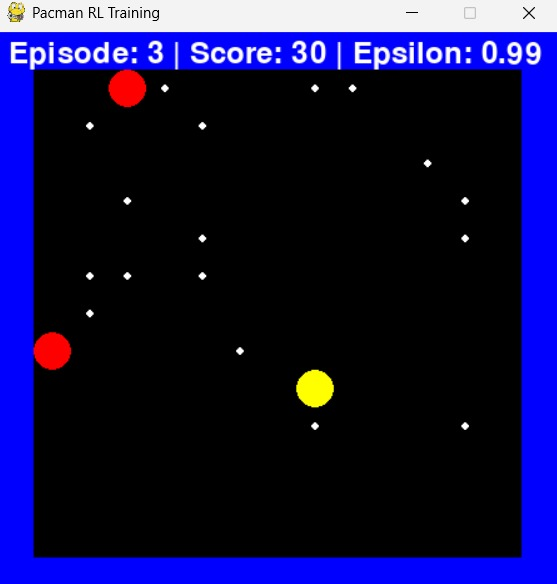 Pacman RL Training
Episode: 3 | Score: 30 | Epsilon: 0.99